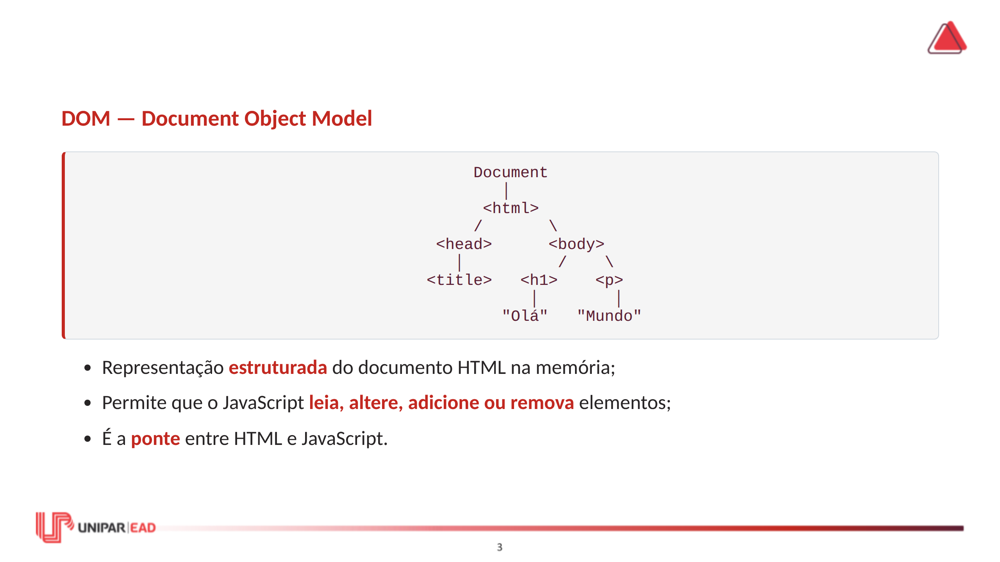 DOM — Document Object Model
Document
│
<html>
/ \
<head> <body>
│ / \
<title> <h1> <p>
│ │
"Olá" "Mundo"
• Representação estruturada do documento HTML na memória;
• Permite que o JavaScript leia, altere, adicione ou remova elementos;
• É a ponte entre HTML e JavaScript.
UNIPAR|EAD
3